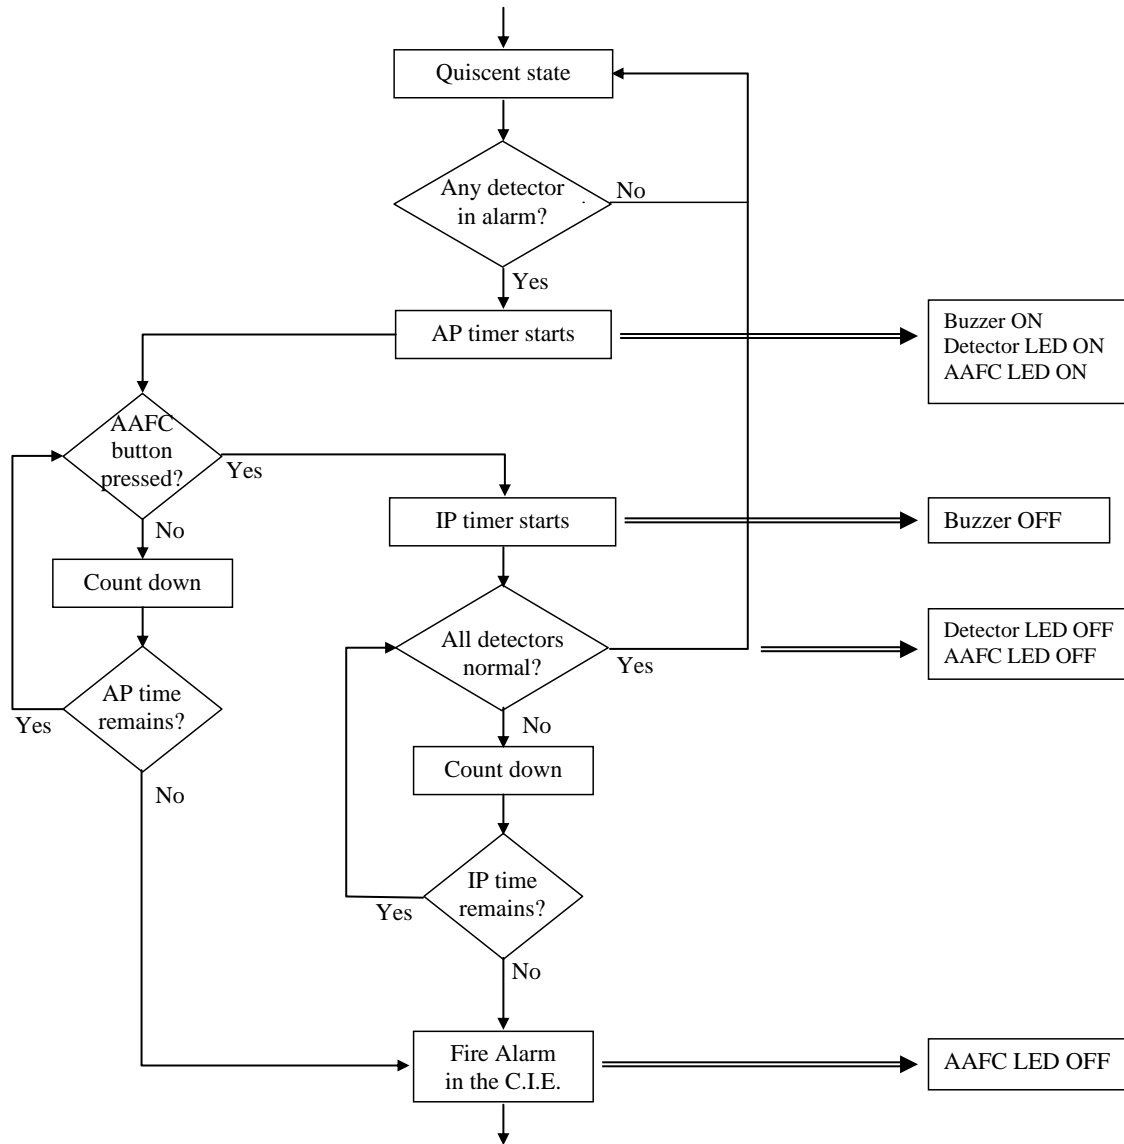 Quiscent state
Any detector
in alarm?
No
Yes
AP timer starts
Buzzer ON
Detector LED ON
AAFC LED ON
AAFC
button
pressed?
Yes
No
IP timer starts
Buzzer OFF
Count down
All detectors
normal?
Yes
No
Detector LED OFF
AAFC LED OFF
AP time
remains?
Yes
No
Count down
IP time
remains?
Yes
No
Fire Alarm
in the C.I.E.
AAFC LED OFF